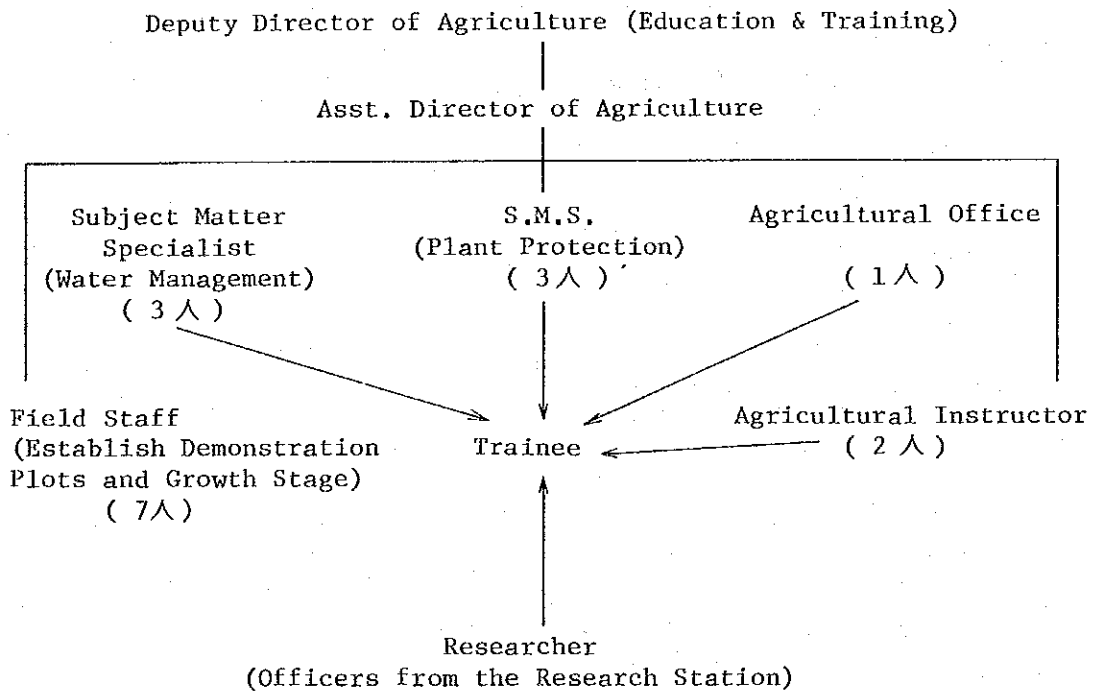 Deputy Director of Agriculture (Education & Training)
Asst. Director of Agriculture
Subject Matter
Specialist
(Water Management)
( 3人 )
S.M.S.
(Plant Protection)
( 3人 )
Agricultural Office
( 1人 )
Field Staff
(Establish Demonstration
Plots and Growth Stage)
( 7人 )
Trainee
Agricultural Instructor
( 2人 )
Researcher
(Officers from the Research Station)